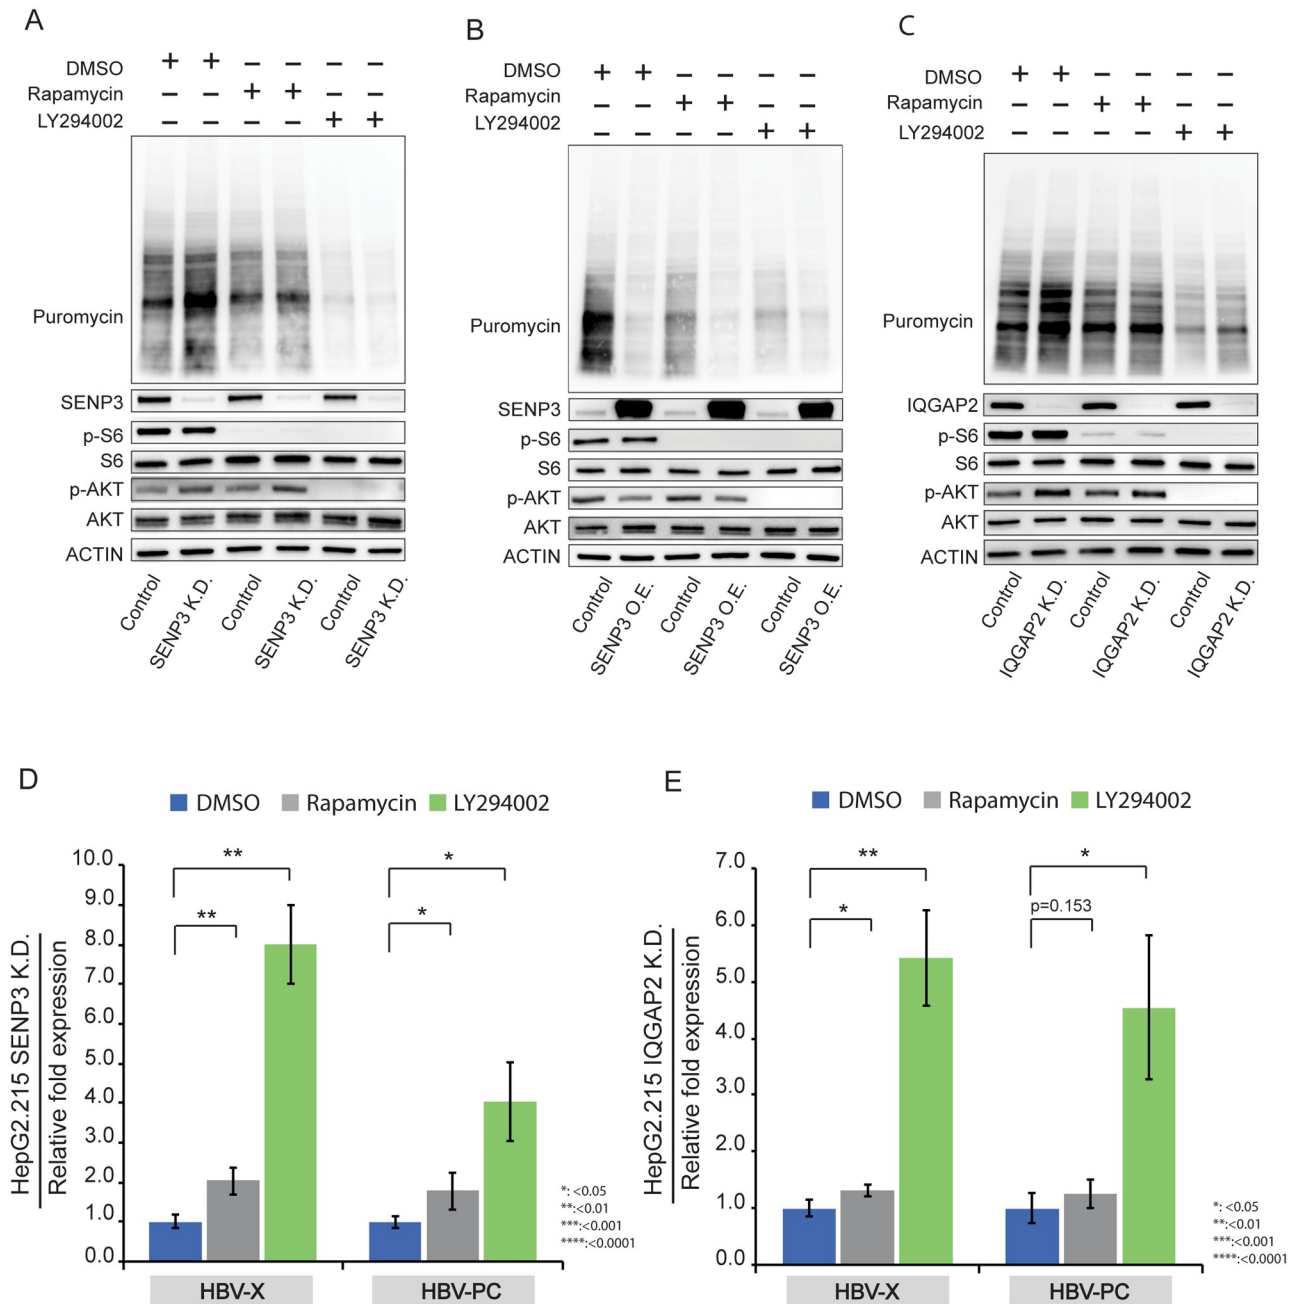 A
DMSO + + − − − −
Rapamycin − − + + − −
LY294002 − − − − + +
Puromycin
SENP3
p-S6
S6
p-AKT
AKT
ACTIN
Control SENP3 K.D. Control SENP3 K.D. Control SENP3 K.D.
B
DMSO + + − − − −
Rapamycin − − + + − −
LY294002 − − − − + +
Puromycin
SENP3
p-S6
S6
p-AKT
AKT
ACTIN
Control SENP3 O.E. Control SENP3 O.E. Control SENP3 O.E.
C
DMSO + + − − − −
Rapamycin − − + + − −
LY294002 − − − − + +
Puromycin
IQGAP2
p-S6
S6
p-AKT
AKT
ACTIN
Control IQGAP2 K.D. Control IQGAP2 K.D. Control IQGAP2 K.D.
D
DMSO Rapamycin LY294002
HepG2.215 SENP3 K.D.
Relative fold expression
10.0
9.0
8.0
7.0
6.0
5.0
4.0
3.0
2.0
1.0
0.0
** *
** *
*: <0.05
**: <0.01
***: <0.001
****:<0.0001
HBV-X HBV-PC
E
DMSO Rapamycin LY294002
HepG2.215 IQGAP2 K.D.
Relative fold expression
7.0
6.0
5.0
4.0
3.0
2.0
1.0
0.0
** *
* p=0.153
*: <0.05
**: <0.01
***: <0.001
****: <0.0001
HBV-X HBV-PC